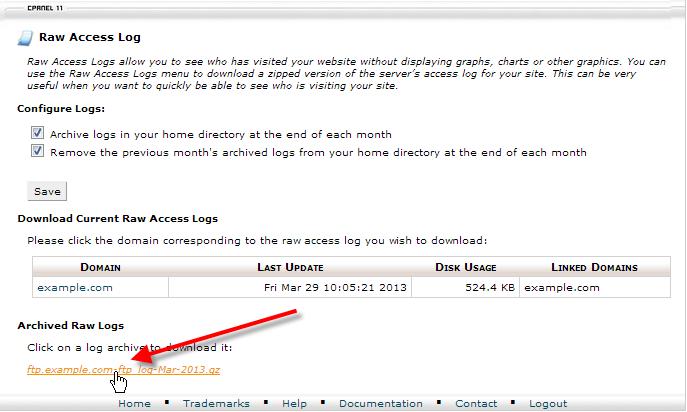 CPANEL 11
Raw Access Log
Raw Access Logs allow you to see who has visited your website without displaying graphs, charts or other graphics. You can
use the Raw Access Logs menu to download a zipped version of the server's access log for your site. This can be very
useful when you want to quickly be able to see who is visiting your site.
Configure Logs:
Archive logs in your home directory at the end of each month
Remove the previous month's archived logs from your home directory at the end of each month
Save
Download Current Raw Access Logs
Please click the domain corresponding to the raw access log you wish to download:
DOMAIN LAST UPDATE DISK USAGE LINKED DOMAINS
example.com Fri Mar 29 10:05:21 2013 524.4 KB example.com
Archived Raw Logs
Click on a log archive to download it:
ftp.example.com-ftp_log-Mar-2013.gz
Home ▪ Trademarks ▪ Help ▪ Documentation ▪ Contact ▪ Logout